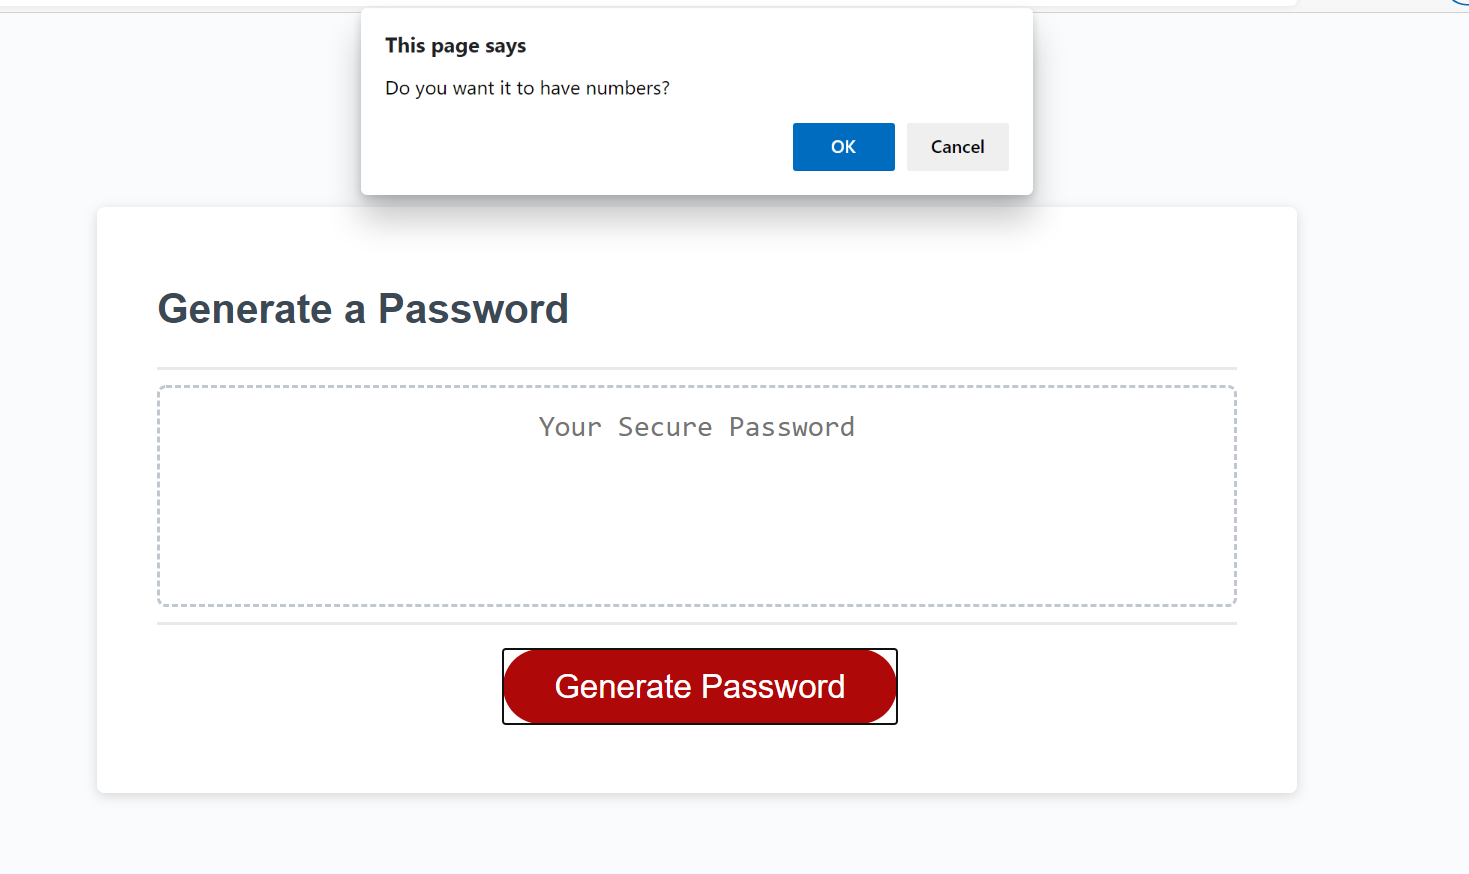 This page says
Do you want it to have numbers?
OK
Cancel
Generate a Password
Your Secure Password
Generate Password